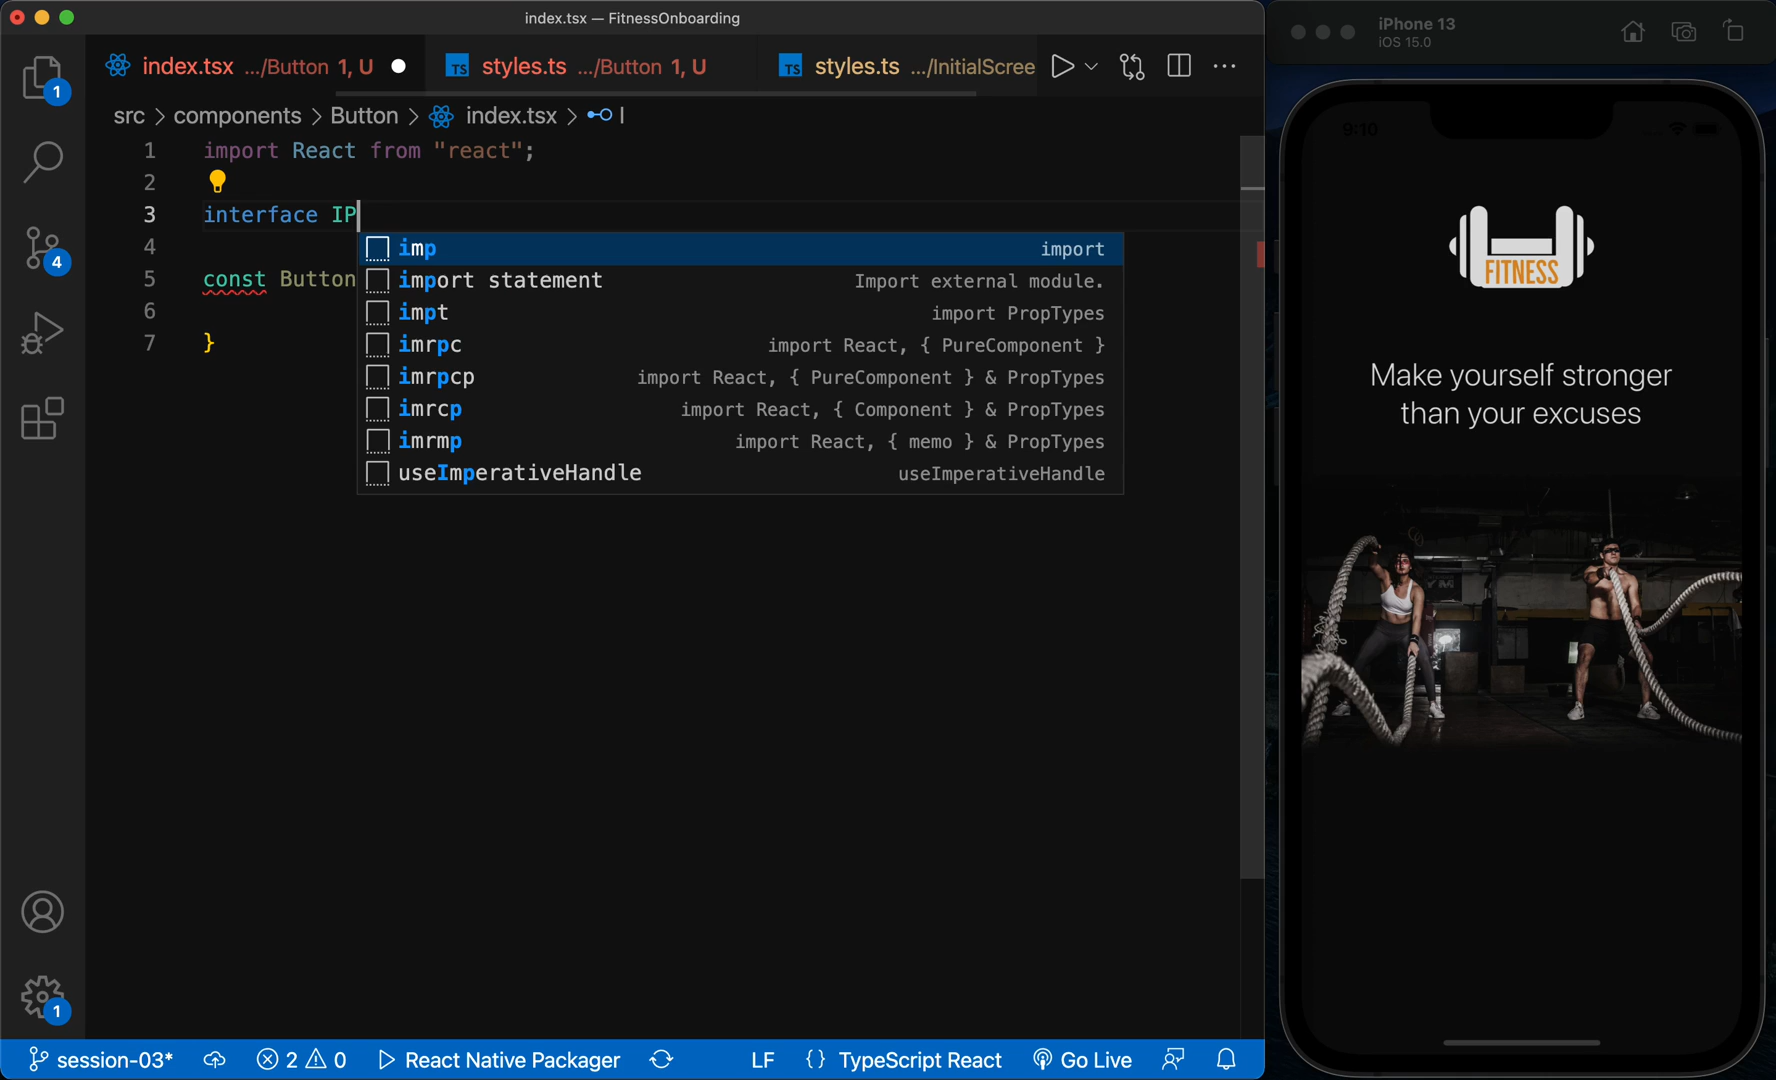 index.tsx — FitnessOnboarding
index.tsx .../Button 1, U
styles.ts .../Button 1, U
styles.ts .../InitialScree
src > components > Button > index.tsx > I
1 import React from "react";
2
3 interface IP
4
5 const Button
6
7 }
imp import
import statement Import external module.
impt import PropTypes
imrpc import React, { PureComponent }
imrpcp import React, { PureComponent } & PropTypes
imrcp import React, { Component } & PropTypes
imrmp import React, { memo } & PropTypes
useImperativeHandle useImperativeHandle
1
4
1
session-03* 2 0 React Native Packager LF {} TypeScript React Go Live
iPhone 13
iOS 15.0
9:10
FITNESS
Make yourself stronger
than your excuses